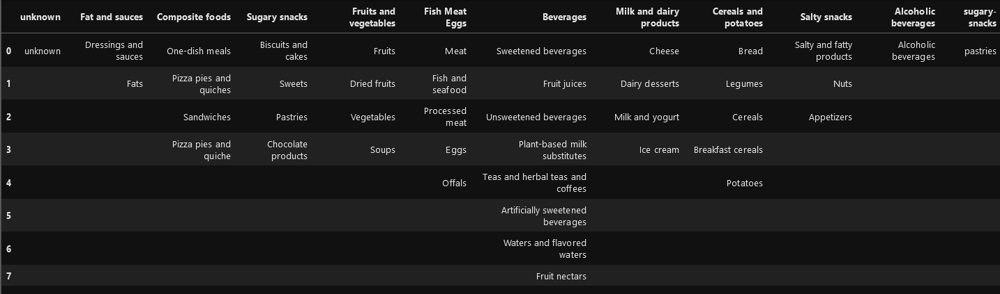 unknown Fat and sauces Composite foods Sugary snacks Fruits and vegetables Fish Meat Eggs Beverages Milk and dairy products Cereals and potatoes Salty snacks Alcoholic beverages sugary-snacks
0 unknown Dressings and sauces One-dish meals Biscuits and cakes Fruits Meat Sweetened beverages Cheese Bread Salty and fatty products Alcoholic beverages pastries
1 Fats Pizza pies and quiches Sweets Dried fruits Fish and seafood Fruit juices Dairy desserts Legumes Nuts
2 Sandwiches Pastries Vegetables Processed meat Unsweetened beverages Milk and yogurt Cereals Appetizers
3 Pizza pies and quiche Chocolate products Soups Eggs Plant-based milk substitutes Ice cream Breakfast cereals
4 Offals Teas and herbal teas and coffees Potatoes
5 Artificially sweetened beverages
6 Waters and flavored waters
7 Fruit nectars